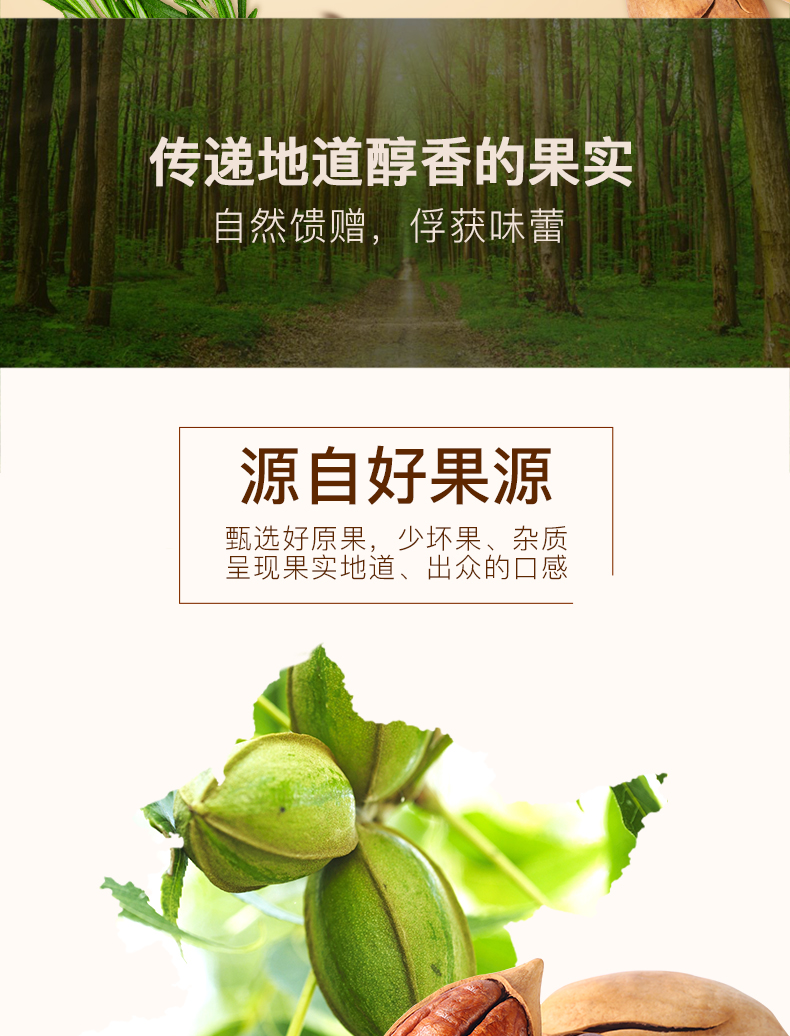 传递地道醇香的果实
自然馈赠，俘获味蕾
源自好果源
甄选好原果，少坏果、杂质
呈现果实地道、出众的口感